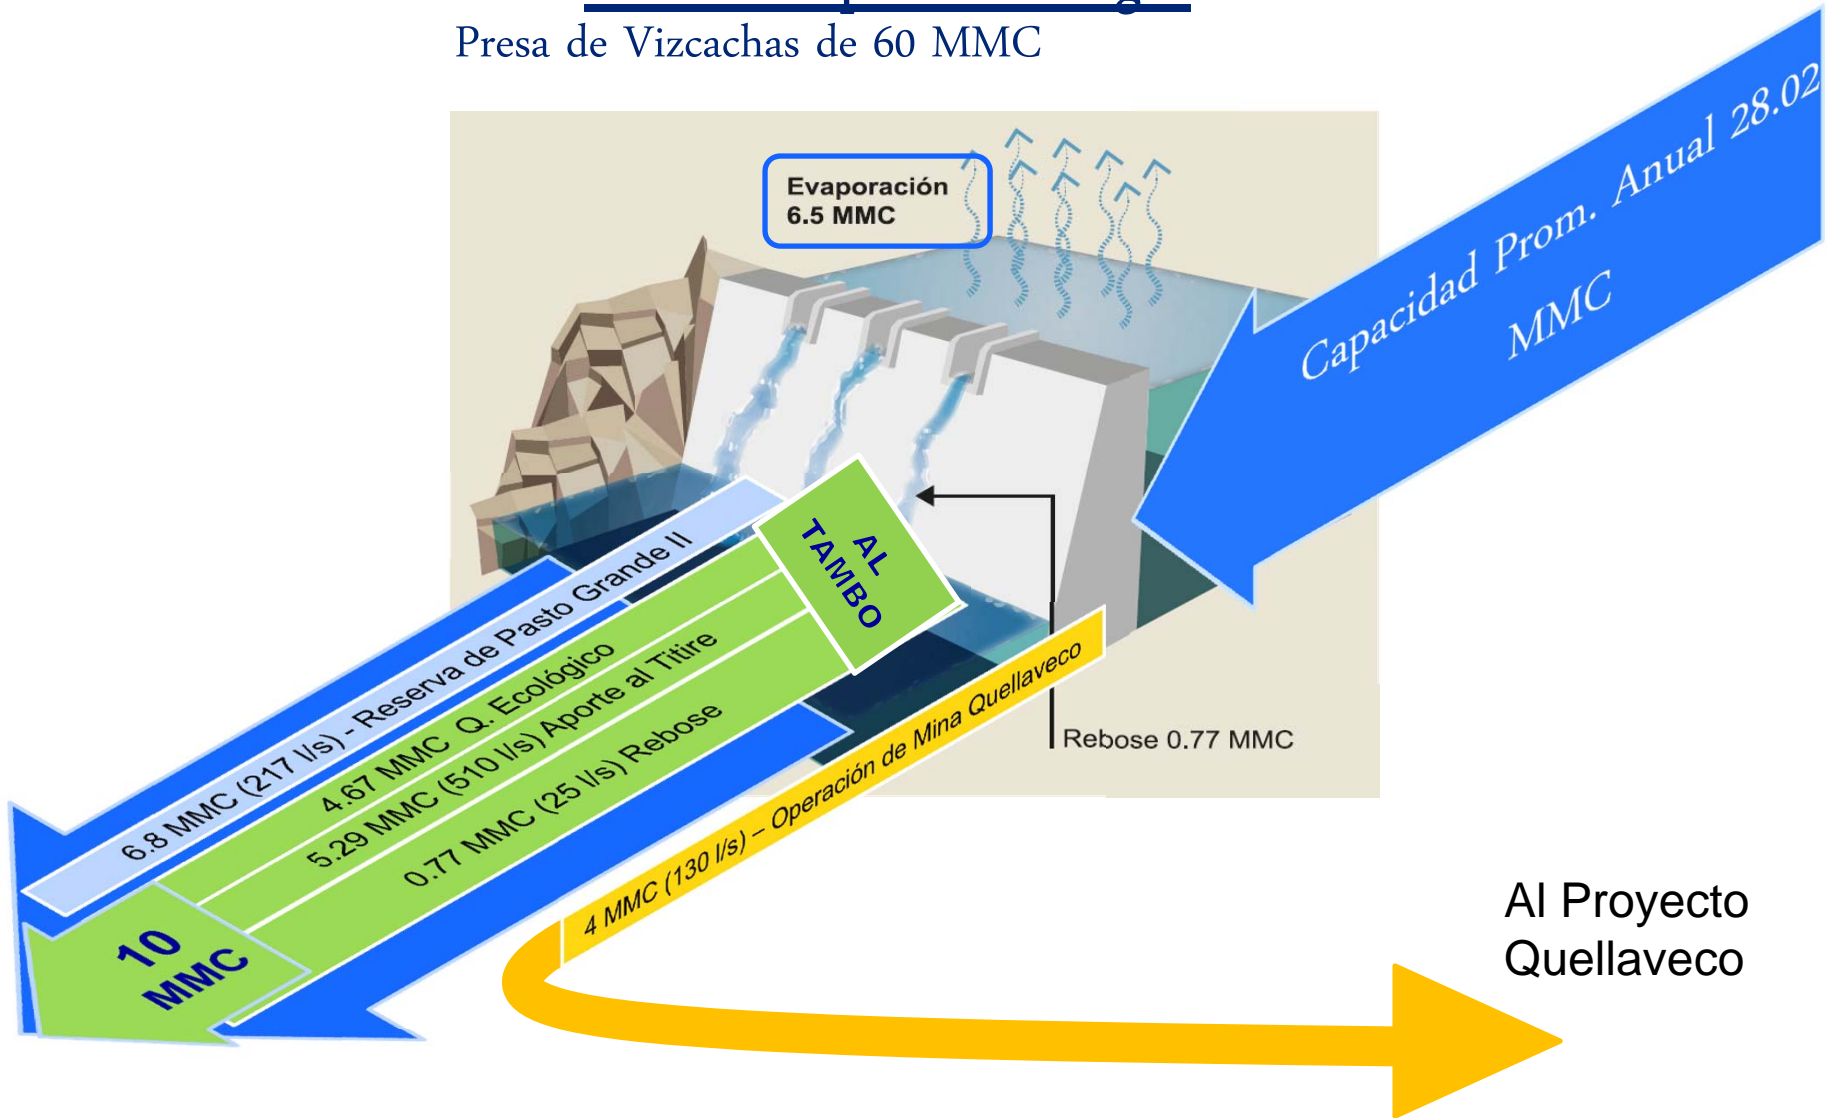 Presa de Vizcachas de 60 MMC
Evaporación
6.5 MMC
Capacidad Prom. Anual 28.02
MMC
AL
TAMBO
6.8 MMC (217 l/s) - Reserva de Pasto Grande II
4.67 MMC Q. Ecológico
5.29 MMC (510 l/s) Aporte al Titire
0.77 MMC (25 l/s) Rebose
10
MMC
4 MMC (130 l/s) – Operación de Mina Quellaveco
Rebose 0.77 MMC
Al Proyecto
Quellaveco